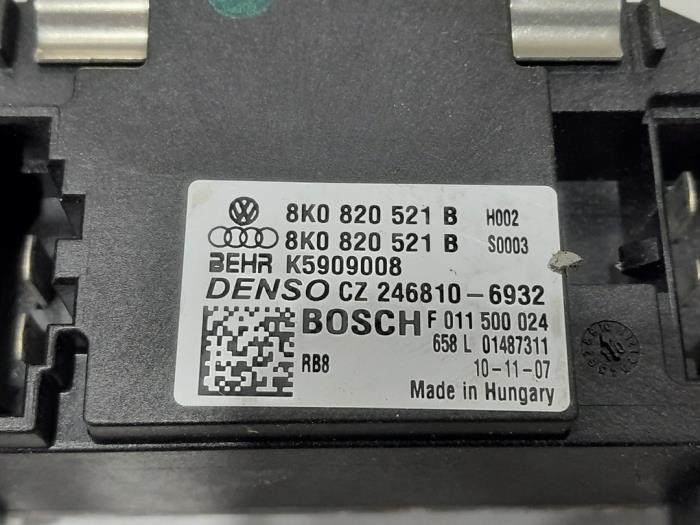 8K0 820 521 B H002
8K0 820 521 B S0003
BEHR K5909008
DENSO CZ 246810-6932
BOSCH F 011 500 024
658 L 01487311
RB8 10-11-07
Made in Hungary